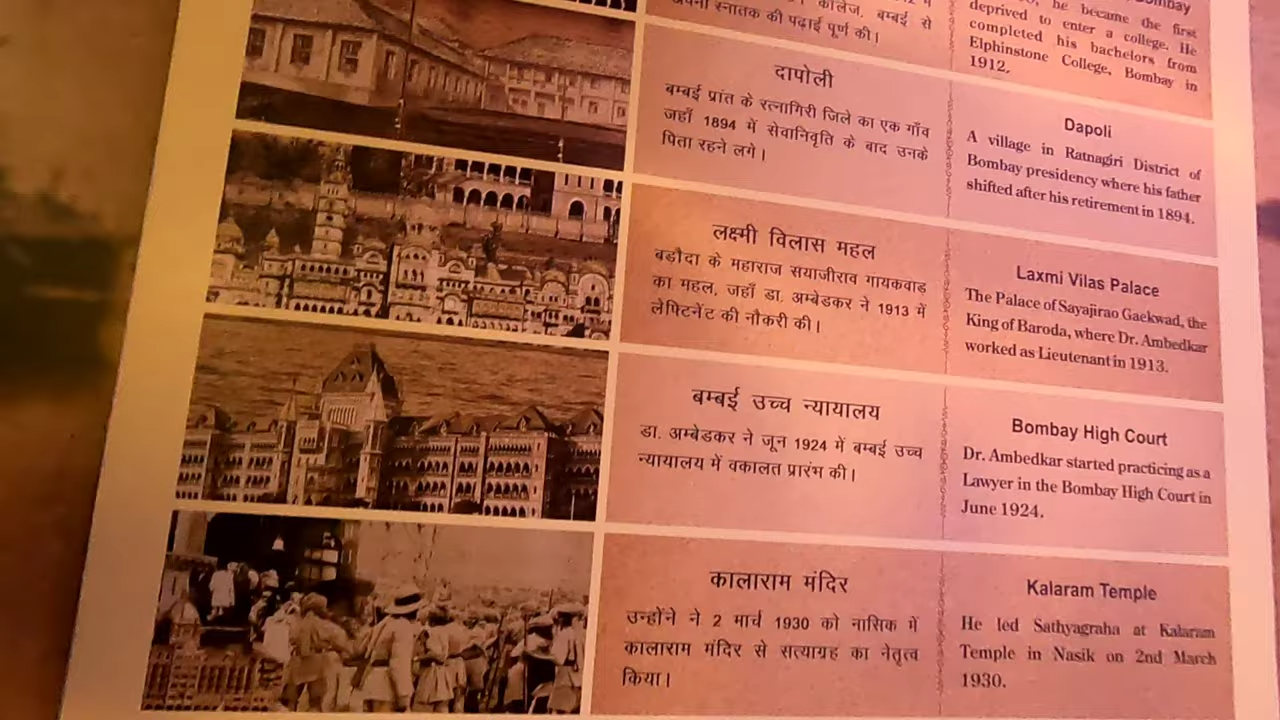 कॉलेज, बम्बई से
अपनी स्नातक की पढ़ाई पूर्ण की।
he became the first
deprived to enter a college. He
completed his bachelors from
Elphinstone College, Bombay in
1912.
दापोली
बम्बई प्रांत के रत्नागिरी जिले का एक गाँव
जहाँ 1894 में सेवानिवृति के बाद उनके
पिता रहने लगे।
Dapoli
A village in Ratnagiri District of
Bombay presidency where his father
shifted after his retirement in 1894.
लक्ष्मी विलास महल
बड़ौदा के महाराज सयाजीराव गायकवाड़
का महल, जहाँ डा. अम्बेडकर ने 1913 में
लेफ्टिनेंट की नौकरी की।
Laxmi Vilas Palace
The Palace of Sayajirao Gaekwad, the
King of Baroda, where Dr. Ambedkar
worked as Lieutenant in 1913.
बम्बई उच्च न्यायालय
डा. अम्बेडकर ने जून 1924 में बम्बई उच्च
न्यायालय में वकालत प्रारंभ की।
Bombay High Court
Dr. Ambedkar started practicing as a
Lawyer in the Bombay High Court in
June 1924.
कालाराम मंदिर
उन्होंने ने 2 मार्च 1930 को नासिक में
कालाराम मंदिर से सत्याग्रह का नेतृत्व
किया।
Kalaram Temple
He led Sathyagraha at Kalaram
Temple in Nasik on 2nd March
1930.